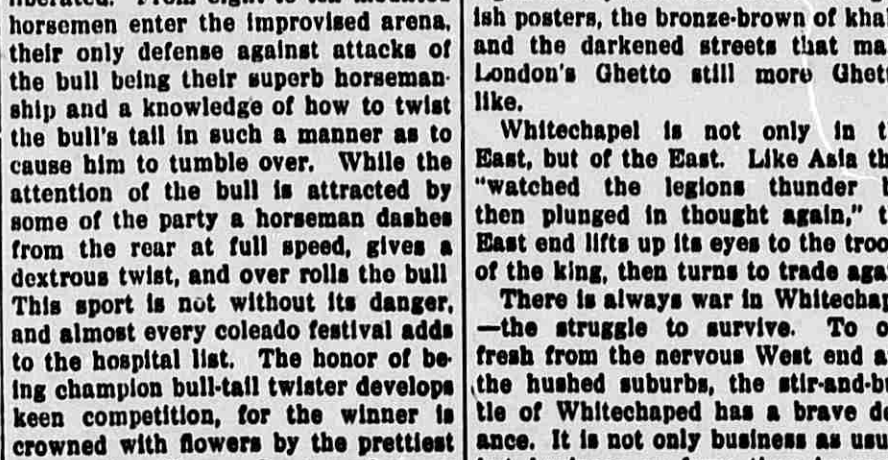 horsemen enter the improvised arena,
their only defense against attacks of
the bull being their superb horseman-
ship and a knowledge of how to twist
the bull's tail in such a manner as to
cause him to tumble over. While the
attention of the bull is attracted by
some of the party a horseman dashes
from the rear at full speed, gives a
dextrous twist, and over rolls the bull
This sport is not without its danger,
and almost every coleado festival adds
to the hospital list. The honor of be-
ing champion bull-tail twister develops
keen competition, for the winner is
crowned with flowers by the prettiest
ish posters, the bronze-brown of
and the darkened streets that
London's Ghetto still more
like.
Whitechapel is not only in
East, but of the East. Like Asia
"watched the legions thunder
then plunged in thought again,"
East end lifts up its eyes to the
of the king, then turns to trade
There is always war in
—the struggle to survive. To
fresh from the nervous West end
the hushed suburbs, the
tle of Whitechaped has a brave
ance. It is not only business as